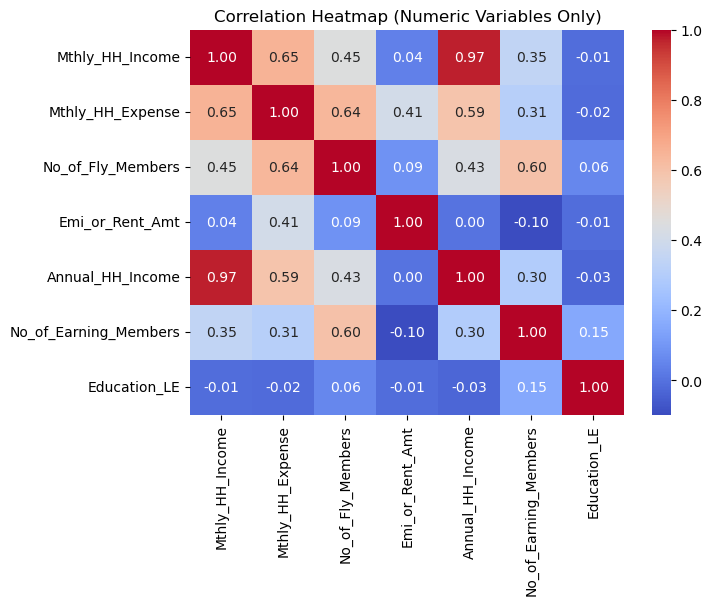 Correlation Heatmap (Numeric Variables Only)
Mthly_HH_Income 1.00 0.65 0.45 0.04 0.97 0.35 -0.01
Mthly_HH_Expense 0.65 1.00 0.64 0.41 0.59 0.31 -0.02
No_of_Fly_Members 0.45 0.64 1.00 0.09 0.43 0.60 0.06
Emi_or_Rent_Amt 0.04 0.41 0.09 1.00 0.00 -0.10 -0.01
Annual_HH_Income 0.97 0.59 0.43 0.00 1.00 0.30 -0.03
No_of_Earning_Members 0.35 0.31 0.60 -0.10 0.30 1.00 0.15
Education_LE -0.01 -0.02 0.06 -0.01 -0.03 0.15 1.00
Mthly_HH_Income
Mthly_HH_Expense
No_of_Fly_Members
Emi_or_Rent_Amt
Annual_HH_Income
No_of_Earning_Members
Education_LE
1.0
0.8
0.6
0.4
0.2
0.0